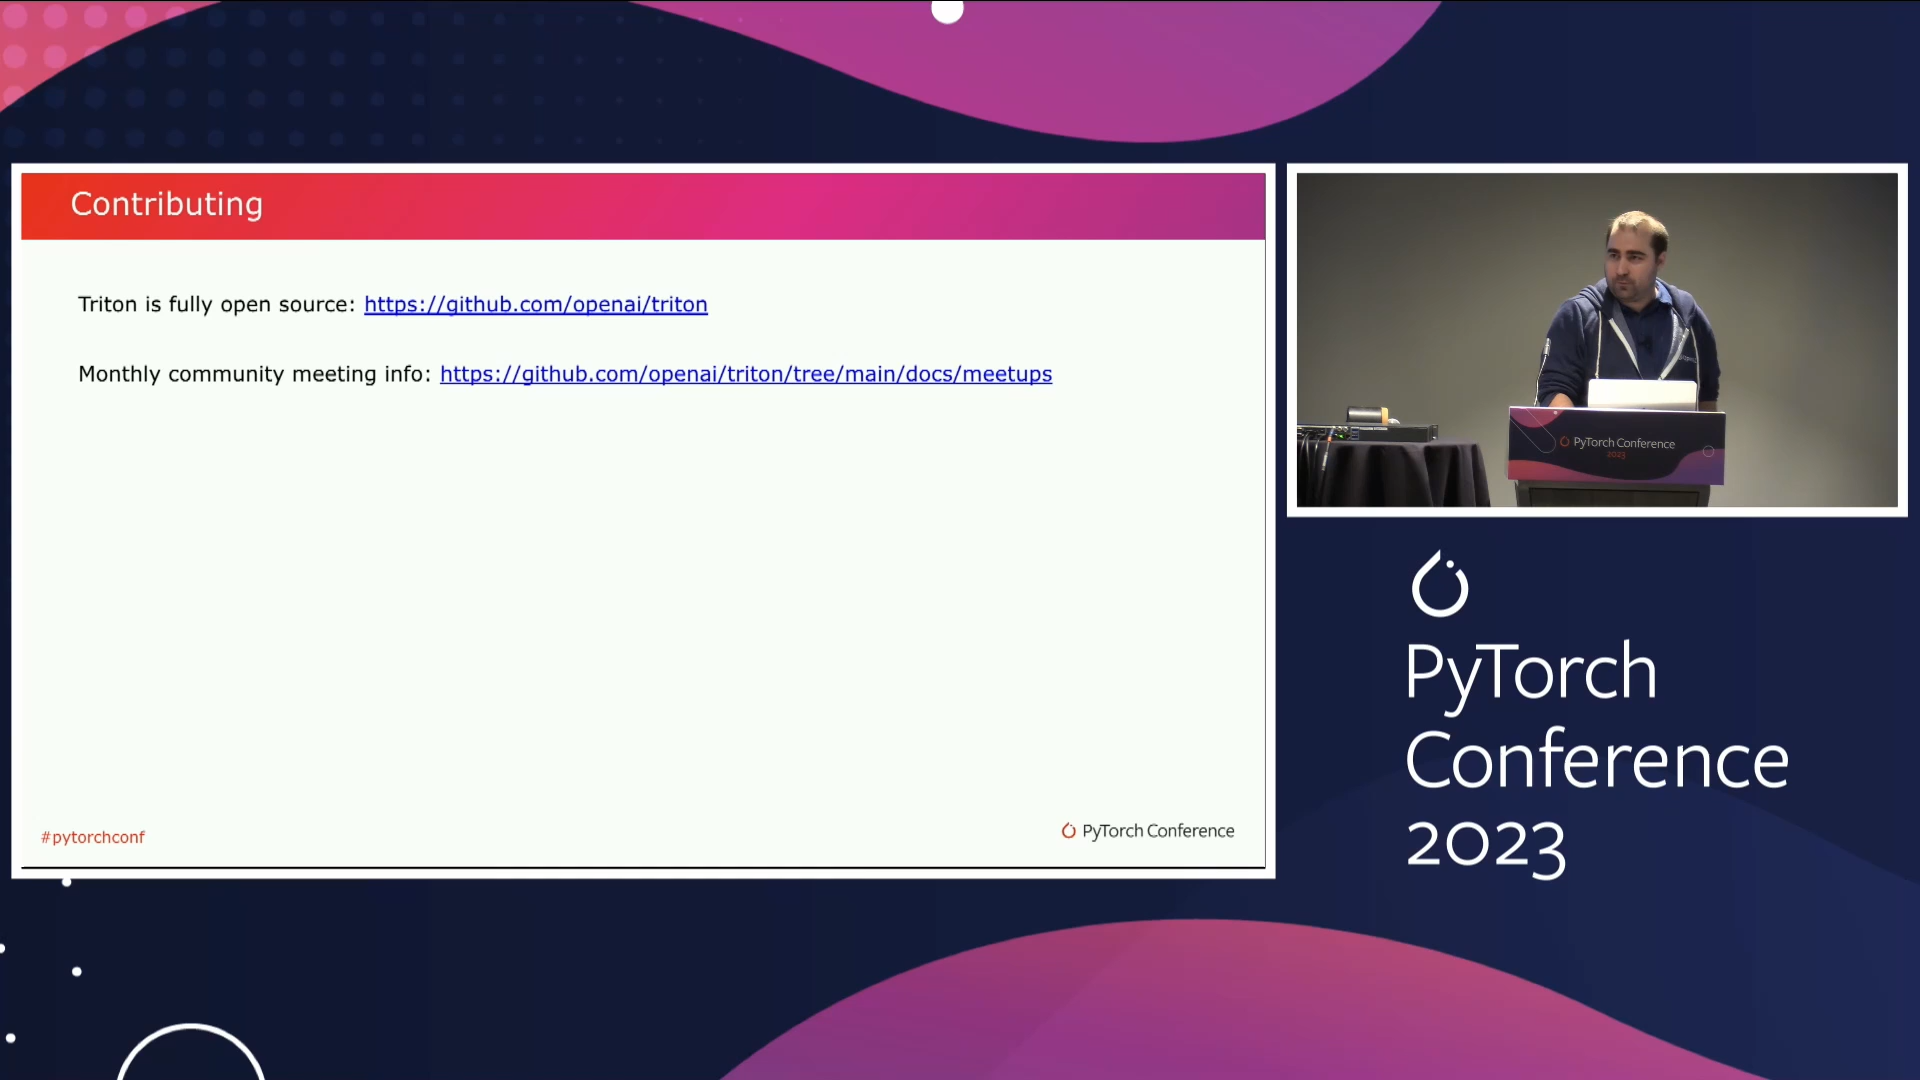 Contributing
Triton is fully open source: https://github.com/openai/triton
Monthly community meeting info: https://github.com/openai/triton/tree/main/docs/meetups
#pytorchconf
PyTorch Conference
PyTorch Conference
2023
PyTorch
Conference
2023